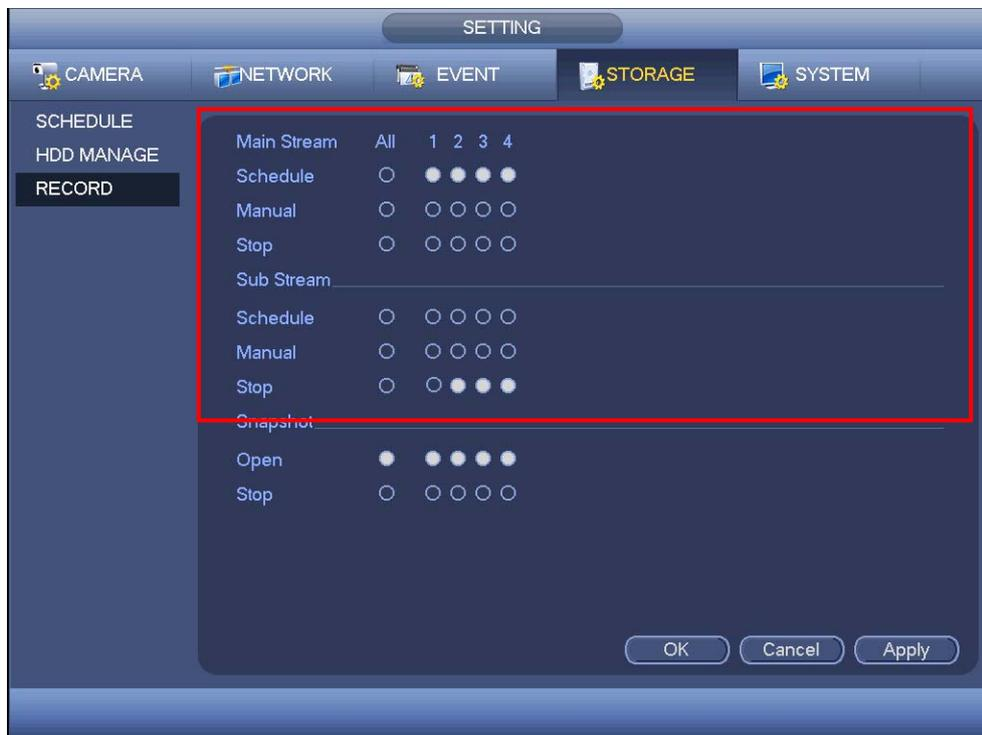 SETTING
CAMERA NETWORK EVENT STORAGE SYSTEM
SCHEDULE
HDD MANAGE
RECORD
Main Stream All 1 2 3 4
Schedule
Manual
Stop
Sub Stream
Schedule
Manual
Stop
Snapshot
Open
Stop
OK Cancel Apply